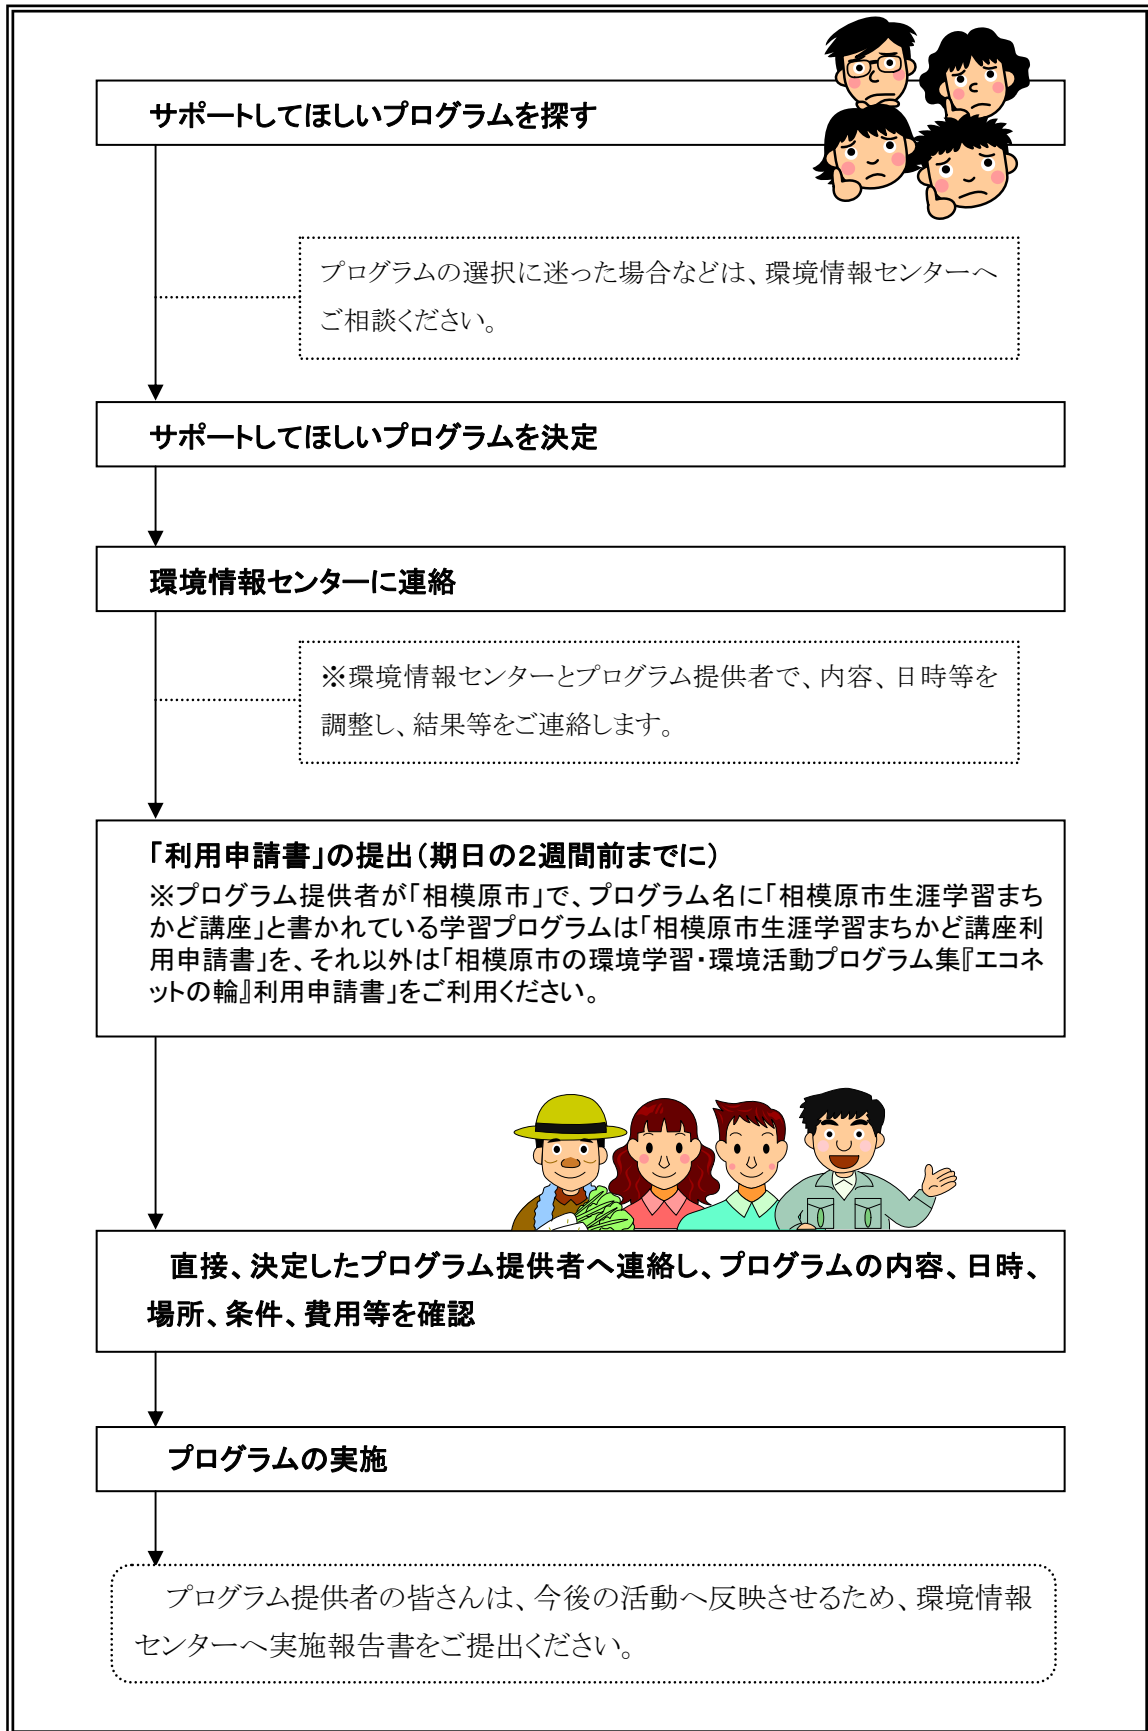 サポートしてほしいプログラムを探す
プログラムの選択に迷った場合などは、環境情報センターへ
ご相談ください。
サポートしてほしいプログラムを決定
環境情報センターに連絡
※環境情報センターとプログラム提供者で、内容、日時等を
調整し、結果等をご連絡します。
「利用申請書」の提出(期日の2週間前までに)
※プログラム提供者が「相模原市」で、プログラム名に「相模原市生涯学習まち
かど講座」と書かれている学習プログラムは「相模原市生涯学習まちかど講座利
用申請書」を、それ以外は「相模原市の環境学習・環境活動プログラム集『エコネ
ットの輪』利用申請書」をご利用ください。
直接、決定したプログラム提供者へ連絡し、プログラムの内容、日時、
場所、条件、費用等を確認
プログラムの実施
プログラム提供者の皆さんは、今後の活動へ反映させるため、環境情報
センターへ実施報告書をご提出ください。